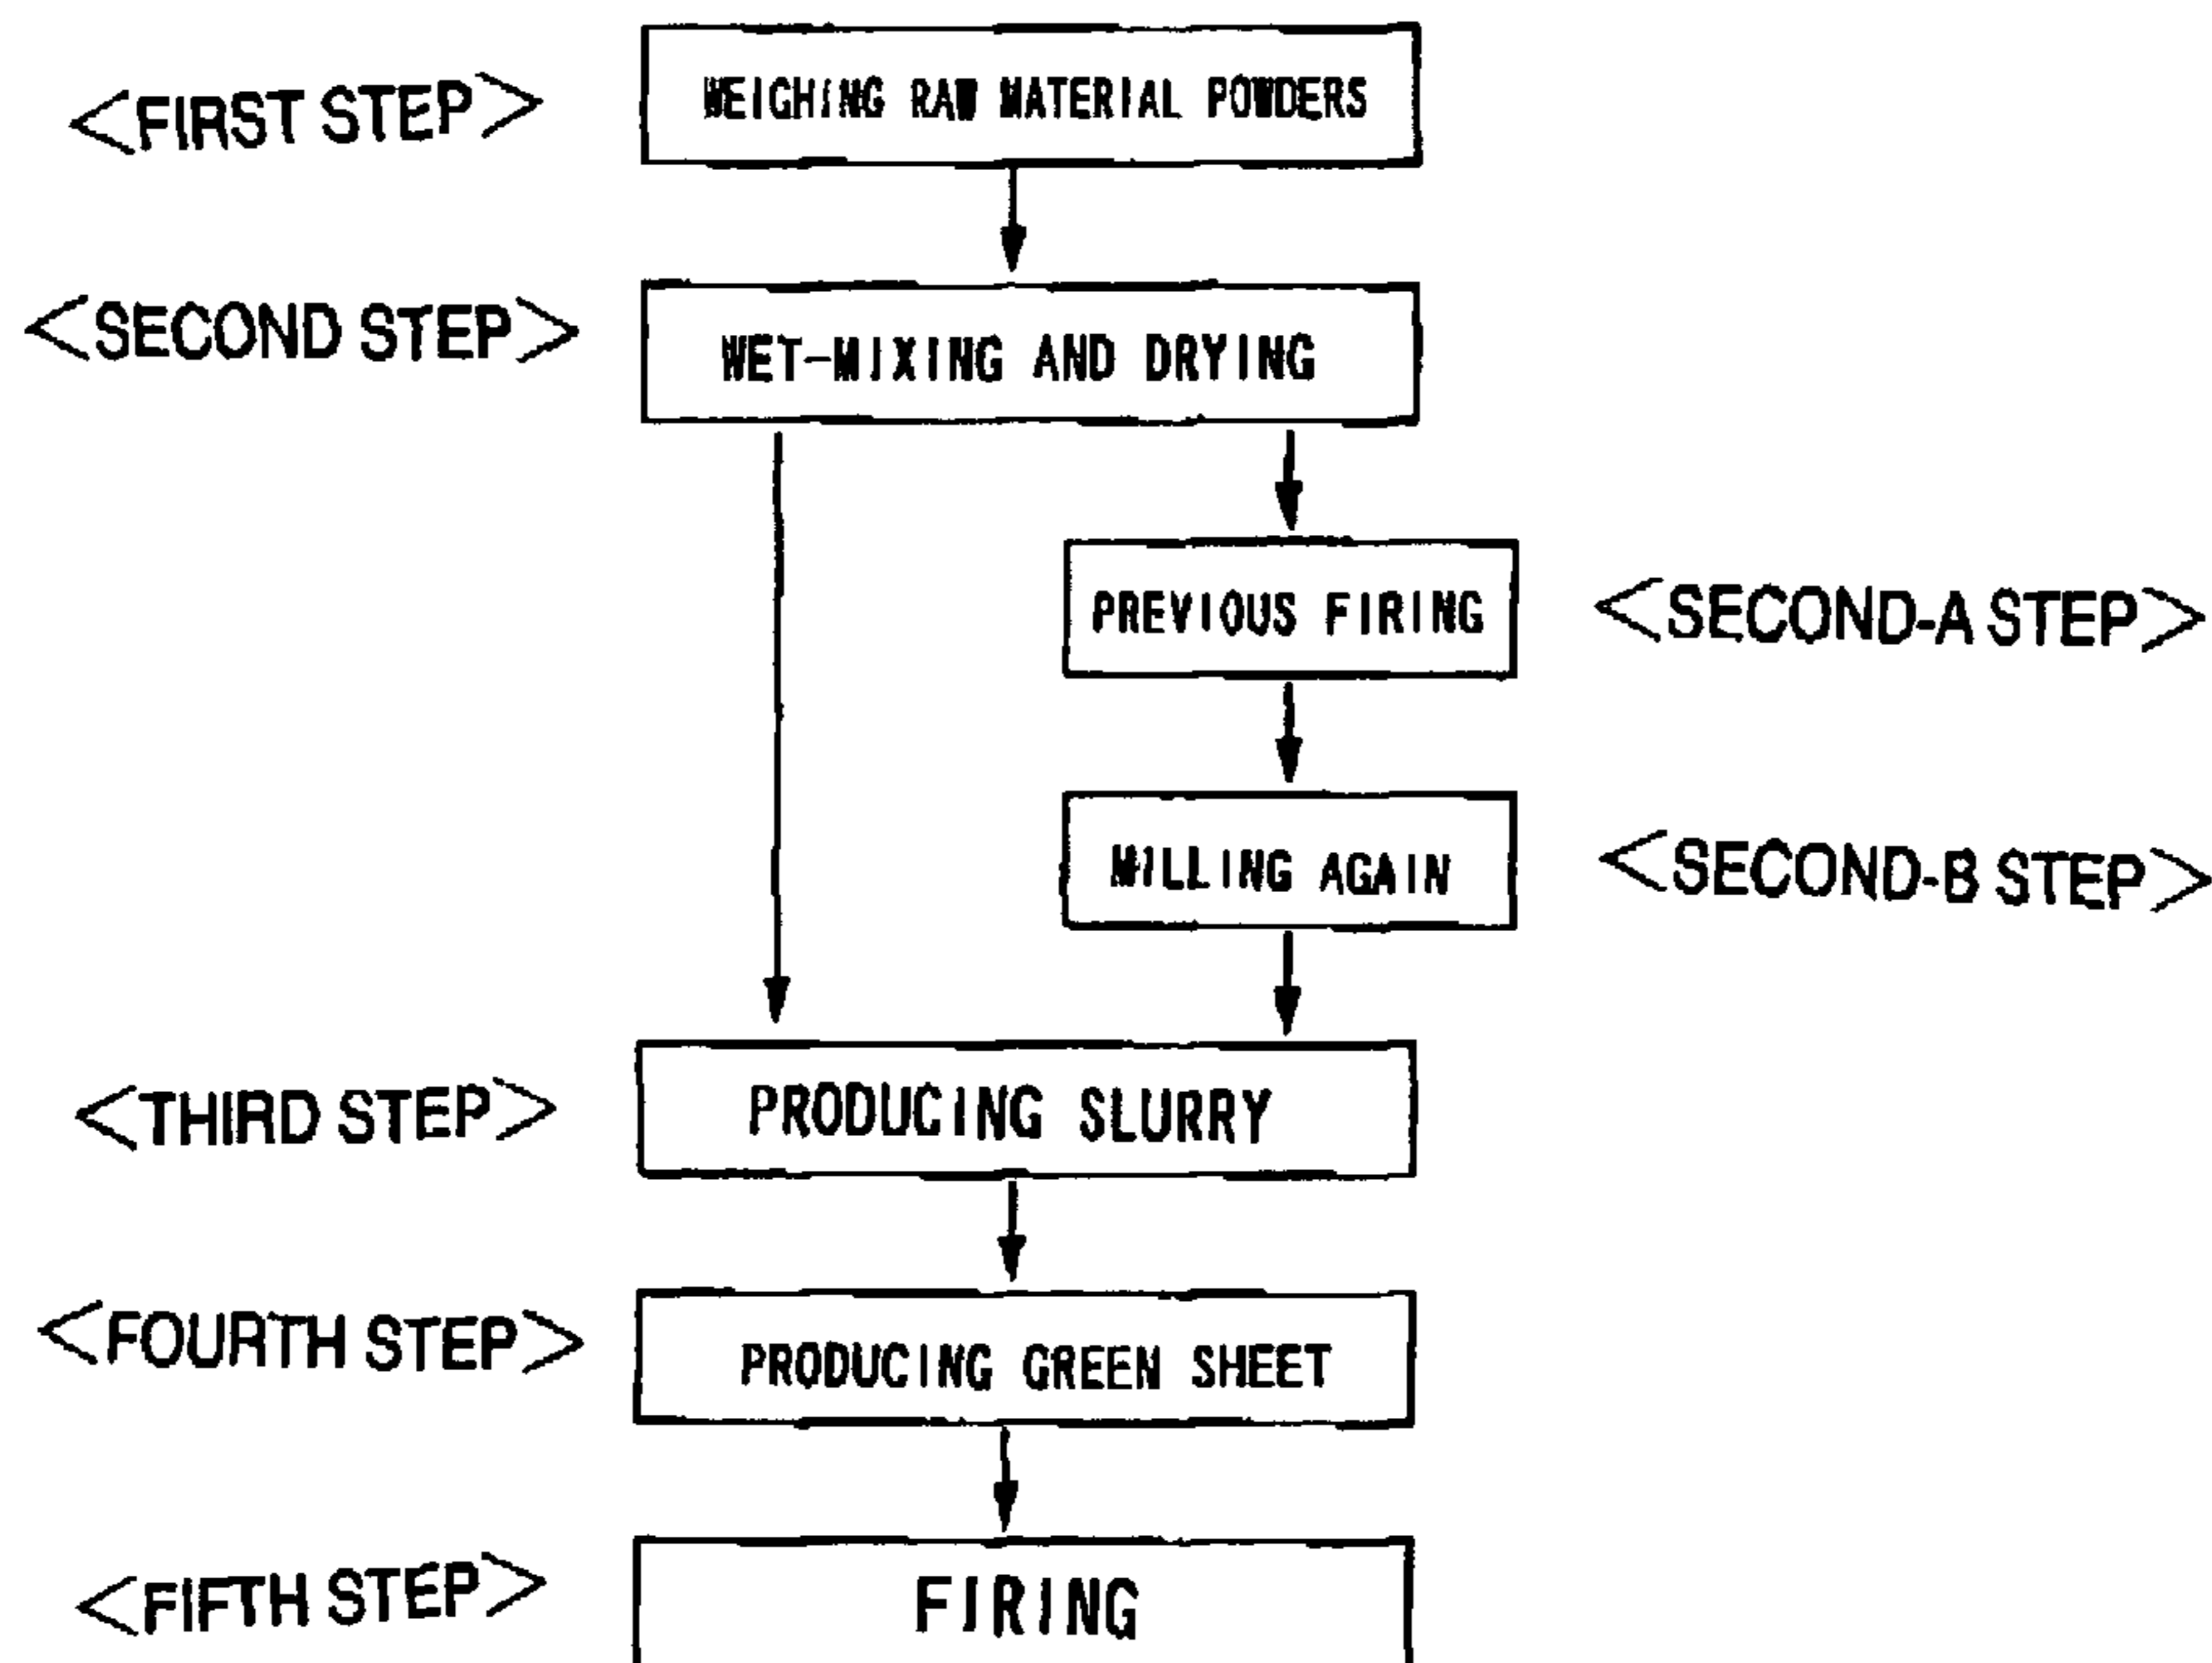 <FIRST STEP> WEIGHING RAW MATERIAL POWDERS
<SECOND STEP> WET-MIXING AND DRYING
PREVIOUS FIRING <SECOND-A STEP>
MILLING AGAIN <SECOND-B STEP>
<THIRD STEP> PRODUCING SLURRY
<FOURTH STEP> PRODUCING GREEN SHEET
<FIFTH STEP> FIRING